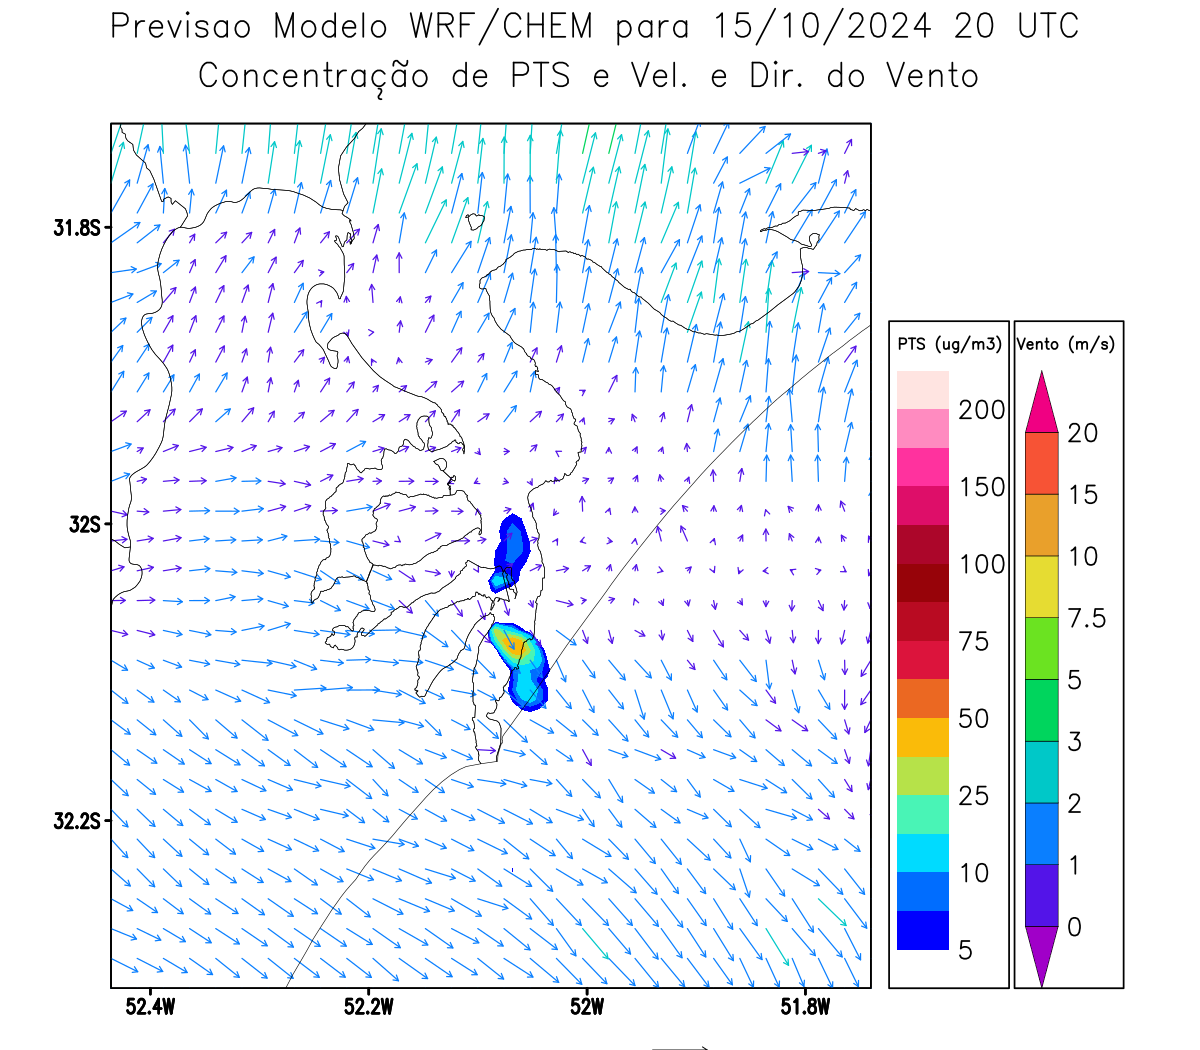 Previsao Modelo WRF/CHEM para 15/10/2024 20 UTC
Concentração de PTS e Vel. e Dir. do Vento
31.8S
32S
32.2S
52.4W 52.2W 52W 51.8W
PTS (ug/m3)
200
150
100
75
50
25
10
5
Vento (m/s)
20
15
10
7.5
5
3
2
1
0